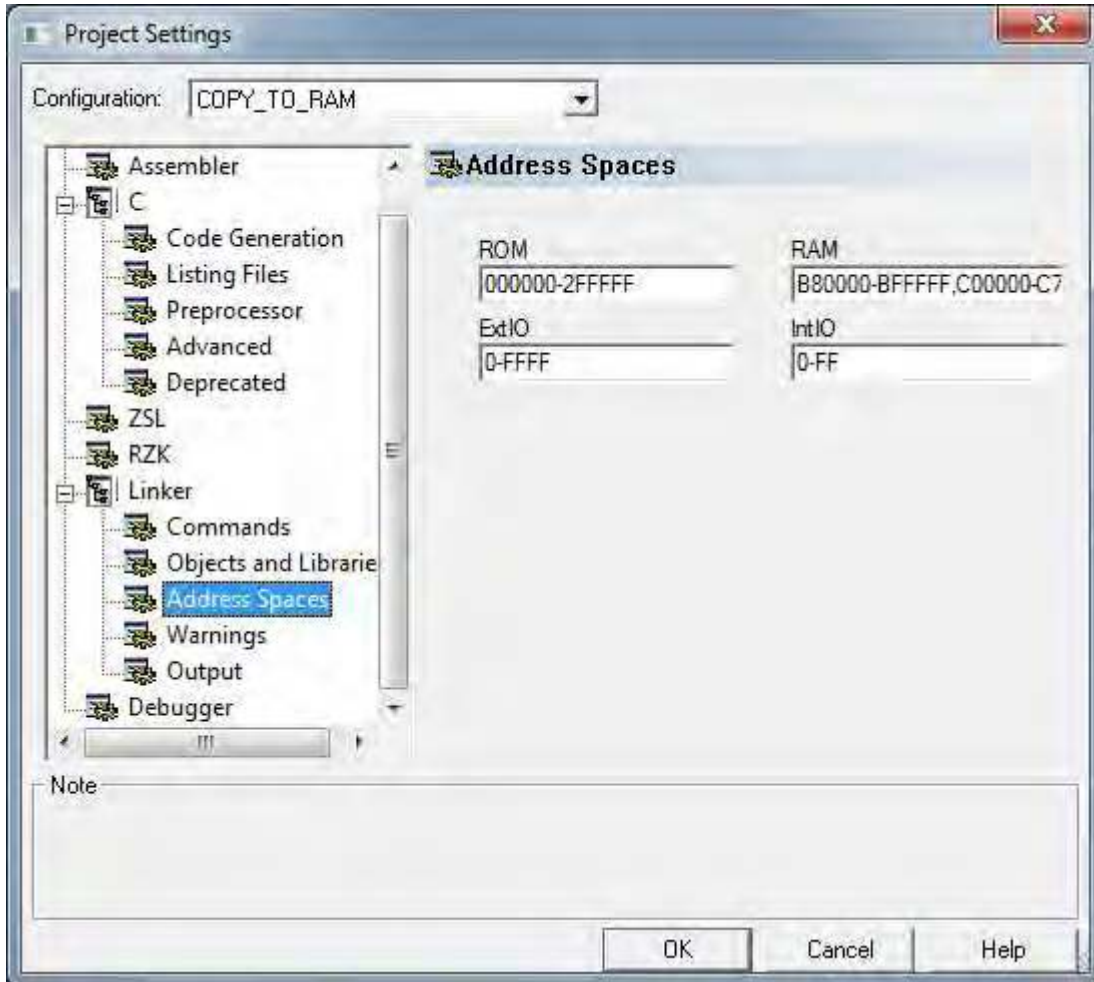 Project Settings
Configuration: COPY_TO_RAM
Assembler
C
Code Generation
Listing Files
Preprocessor
Advanced
Deprecated
ZSL
RZK
Linker
Commands
Objects and Librarie
Address Spaces
Warnings
Output
Debugger
Address Spaces
ROM RAM
000000-2FFFFF B80000-BFFFFF,C00000-C7
ExtIO IntIO
0-FFFF 0-FF
Note
OK Cancel Help